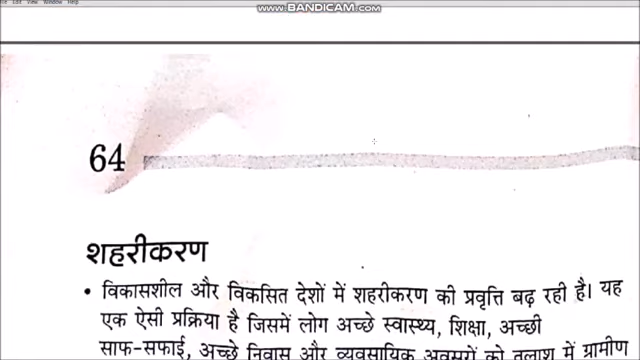 File Edit View Window Help
WWW.BANDICAM.COM
64
शहरीकरण
• विकासशील और विकसित देशों में शहरीकरण की प्रवृत्ति बढ़ रही है। यह
एक ऐसी प्रक्रिया है जिसमें लोग अच्छे स्वास्थ्य, शिक्षा, अच्छी
साफ-सफाई, अच्छे निवास और व्यवसायिक अवसरों की तलाश में ग्रामीण